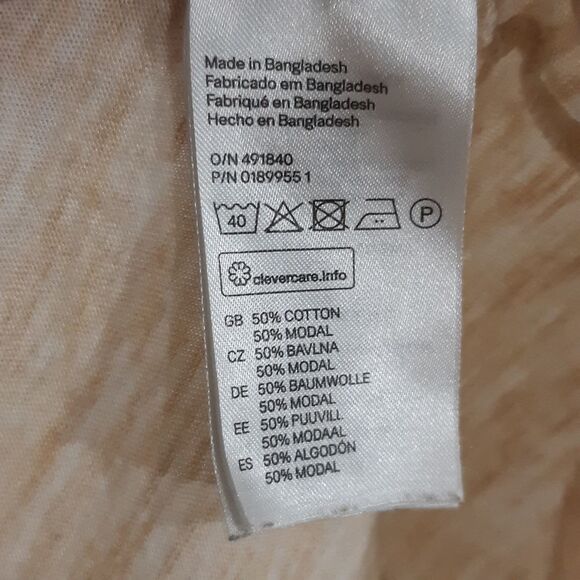 Made in Bangladesh
Fabricado em Bangladesh
Fabriqué en Bangladesh
Hecho en Bangladesh
O/N 491840
P/N 0189955 1
40 P
clevercare.info
GB 50% COTTON
50% MODAL
CZ 50% BAVLNA
50% MODAL
DE 50% BAUMWOLLE
50% MODAL
EE 50% PUUVILL
50% MODAAL
ES 50% ALGODÓN
50% MODAL